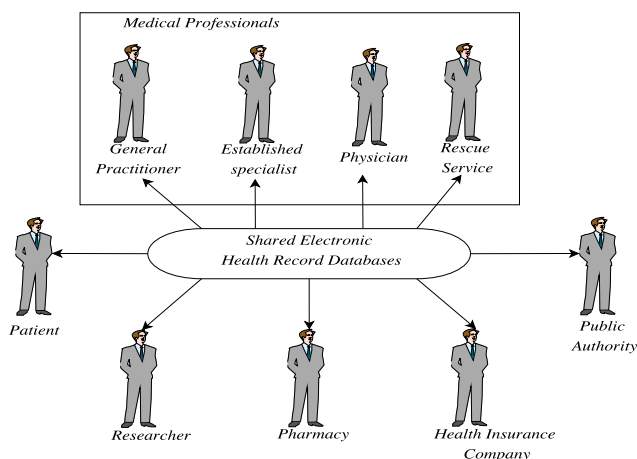 Medical Professionals
General
Practitioner
Established
specialist
Physician
Rescue
Service
Shared Electronic
Health Record Databases
Patient
Public
Authority
Researcher
Pharmacy
Health Insurance
Company